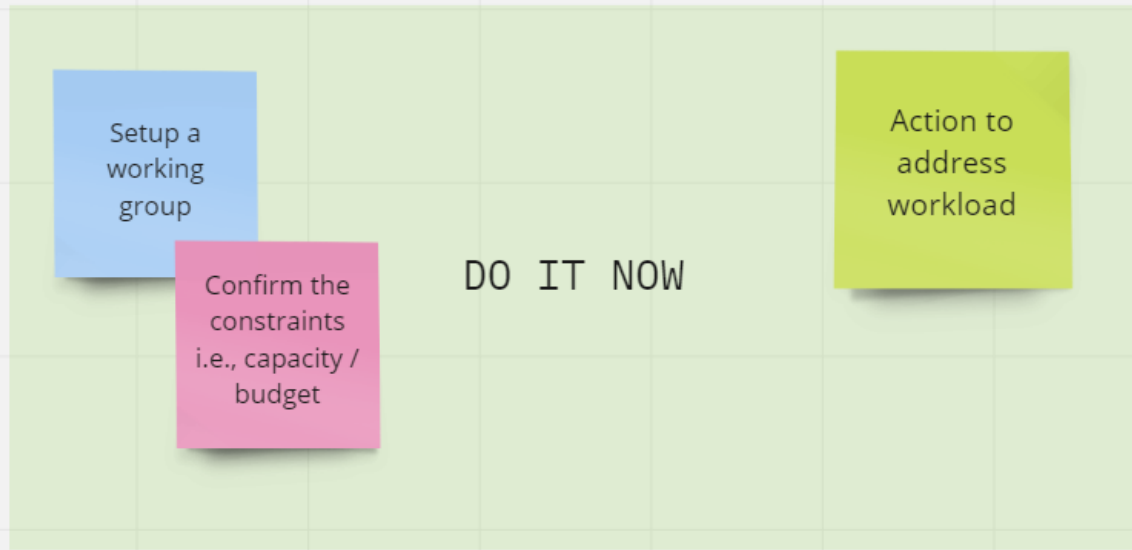 Setup a
working
group
Confirm the
constraints
i.e., capacity /
budget
DO IT NOW
Action to
address
workload